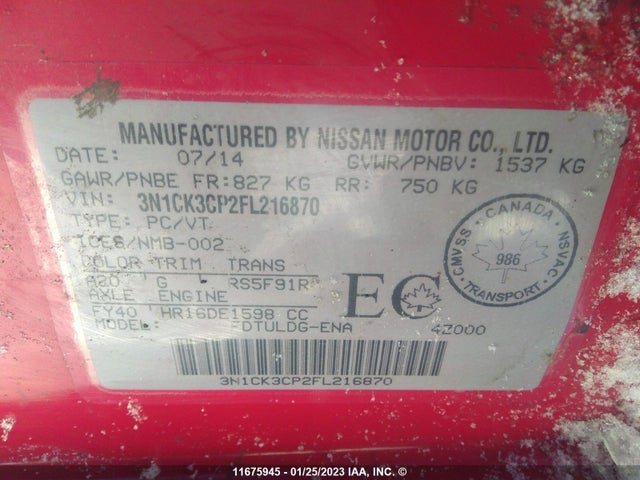 MANUFACTURED BY NISSAN MOTOR CO., LTD.
DATE: 07/14 GVWR/PNBV: 1537 KG
GAWR/PNBE FR: 827 KG RR: 750 KG
VIN: 3N1CK3CP2FL216870
TYPE: PC/VT
ICES/NMB-002
COLOR TRIM TRANS
A20 G RS5F91R
AXLE ENGINE
FY40 HR16DE1598 CC
MODEL: FDTULDG-ENA 4Z000
EC
CANADA
CMVSS 986 NSVAC
TRANSPORT
3N1CK3CP2FL216870
11675945 - 01/25/2023 IAA, INC. ©